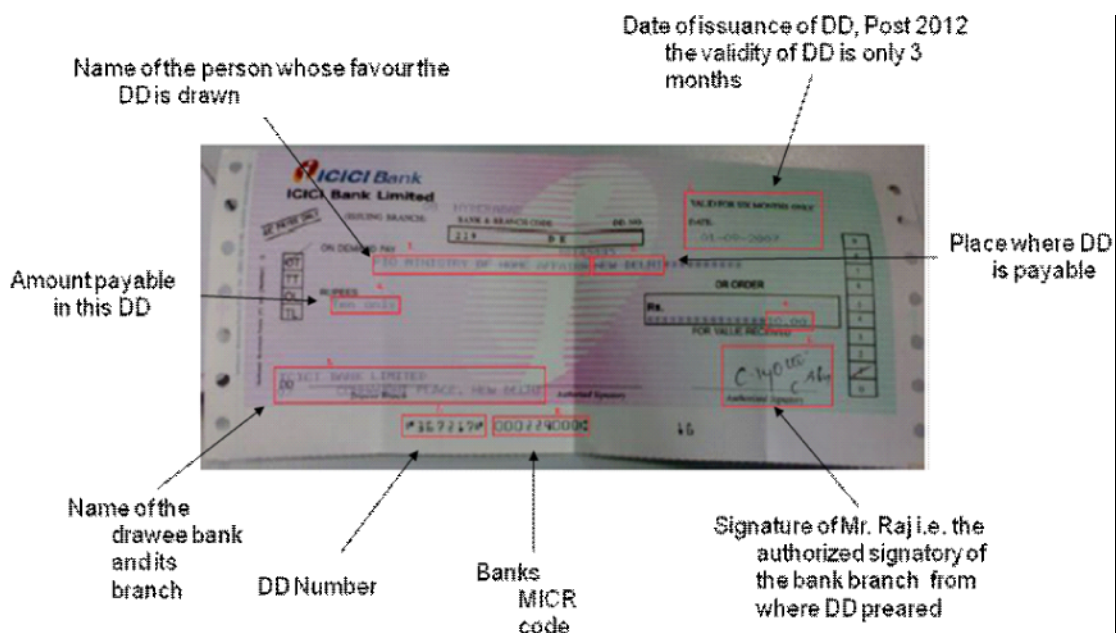 Date of issuance of DD, Post 2012
the validity of DD is only 3
months
Name of the person whose favour the
DD is drawn
ICICI Bank
ICICI Bank Limited
HYDERABAD
ISSUING BRANCH:
BANK & BRANCH CODE
DD. NO
VALID FOR SIX MONTHS ONLY
DATE:
01-09-2007
A/C PAYEE ONLY
ON DEMAND PAY
MINISTRY OF HOME AFFAIRS
NEW DELHI
Place where DD
is payable
Amount payable
in this DD
TT
TL
RUPEES
Ten only
OR ORDER
Rs.
10.00
FOR VALUE RECEIVED
ICICI BANK LIMITED
DD
CONNAUGHT PLACE, NEW DELHI
Drawee Branch
Authorised Signatory
Authorised Signatory
Name of the
drawee bank
and its
branch
DD Number
Banks
MICR
code
Signature of Mr. Raj i.e. the
authorized signatory of
the bank branch from
where DD preared